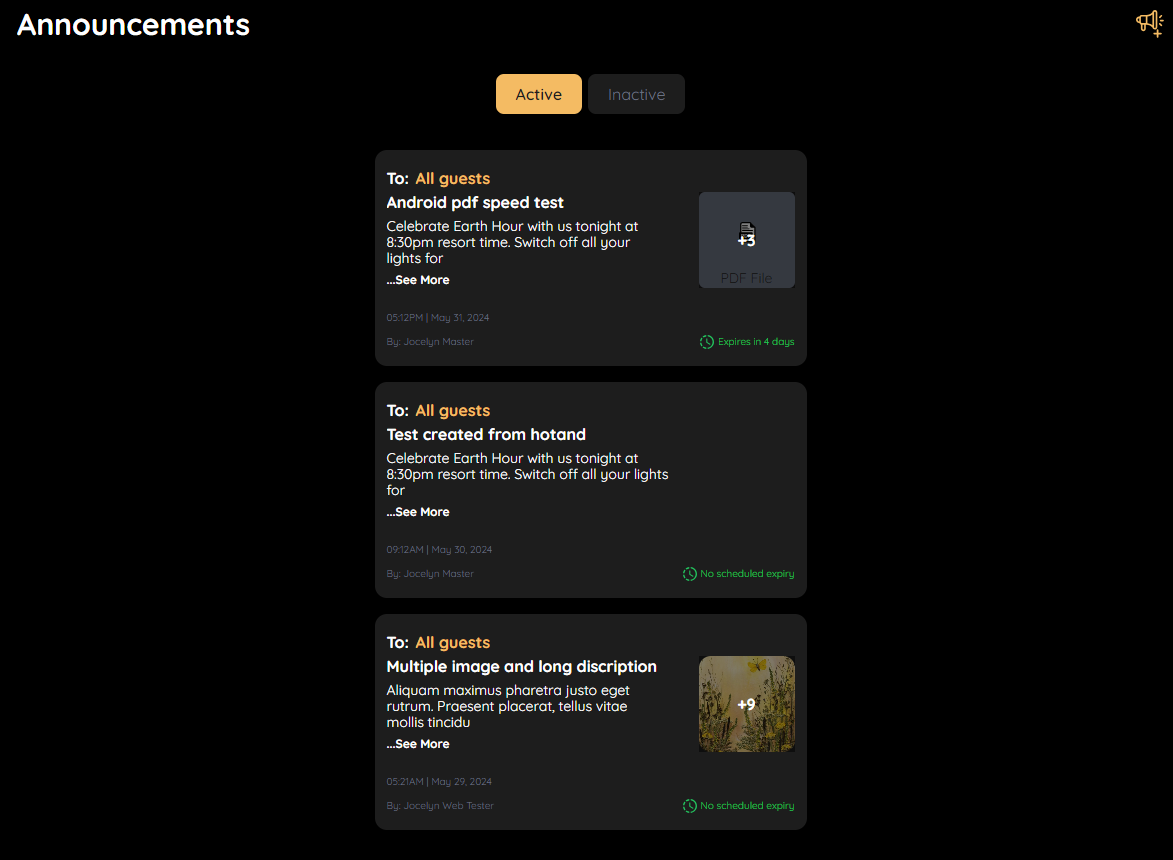 Announcements
Active
Inactive
To: All guests
Android pdf speed test
Celebrate Earth Hour with us tonight at
8:30pm resort time. Switch off all your
lights for
...See More
+3
PDF File
05:12PM | May 31, 2024
By: Jocelyn Master
Expires in 4 days
To: All guests
Test created from hotand
Celebrate Earth Hour with us tonight at
8:30pm resort time. Switch off all your lights
for
...See More
09:12AM | May 30, 2024
By: Jocelyn Master
No scheduled expiry
To: All guests
Multiple image and long discription
Aliquam maximus pharetra justo eget
rutrum. Praesent placerat, tellus vitae
mollis tincidu
...See More
+9
05:21AM | May 29, 2024
By: Jocelyn Web Tester
No scheduled expiry